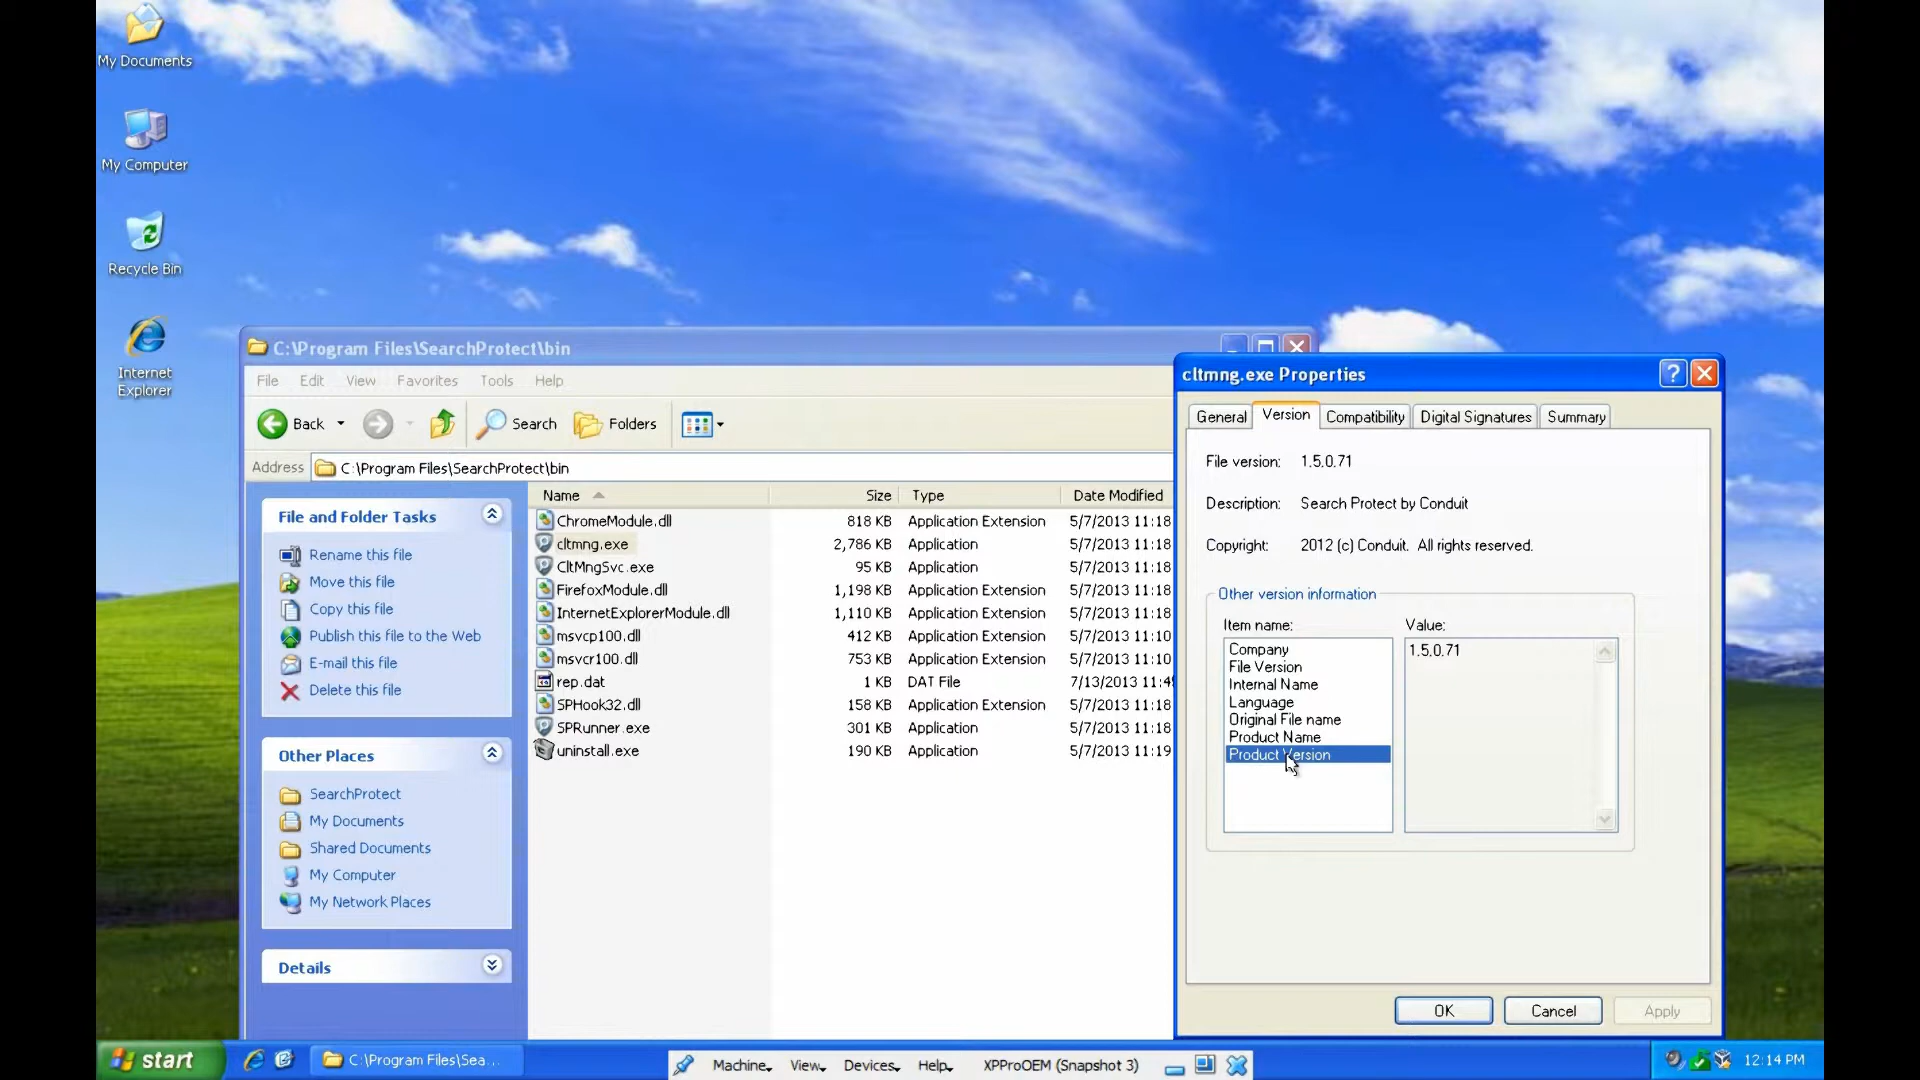 My Documents
My Computer
Recycle Bin
Internet
Explorer
C:\Program Files\SearchProtect\bin
File Edit View Favorites Tools Help
Back Search Folders
Address C:\Program Files\SearchProtect\bin
File and Folder Tasks
Rename this file
Move this file
Copy this file
Publish this file to the Web
E-mail this file
Delete this file
Other Places
SearchProtect
My Documents
Shared Documents
My Computer
My Network Places
Details
Name Size Type Date Modified
ChromeModule.dll 818 KB Application Extension 5/7/2013 11:18
cltmng.exe 2,786 KB Application 5/7/2013 11:18
CltMngSvc.exe 95 KB Application 5/7/2013 11:18
FirefoxModule.dll 1,198 KB Application Extension 5/7/2013 11:18
InternetExplorerModule.dll 1,110 KB Application Extension 5/7/2013 11:18
msvcp100.dll 412 KB Application Extension 5/7/2013 11:10
msvcr100.dll 753 KB Application Extension 5/7/2013 11:10
rep.dat 1 KB DAT File 7/13/2013
SPHook32.dll 158 KB Application Extension 5/7/2013 11:18
SPRunner.exe 301 KB Application 5/7/2013 11:18
uninstall.exe 190 KB Application 5/7/2013 11:19
cltmng.exe Properties
General Version Compatibility Digital Signatures Summary
File version: 1.5.0.71
Description: Search Protect by Conduit
Copyright: 2012 (c) Conduit. All rights reserved.
Other version information
Item name: Value:
Company 1.5.0.71
File Version
Internal Name
Language
Original File name
Product Name
Product Version
OK Cancel Apply
start C:\Program Files\Sea... Machine View Devices Help XPProOEM (Snapshot 3) 12:14 PM